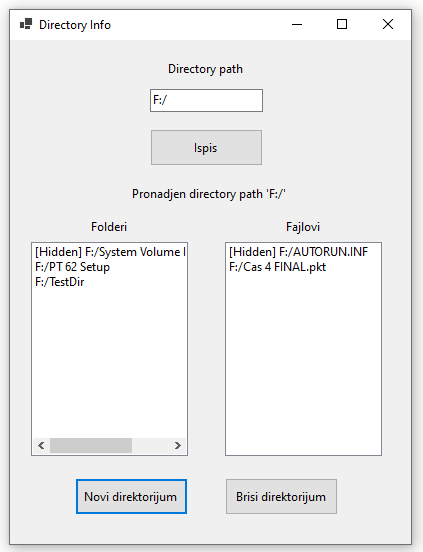 Directory Info
Directory path
F:/
Ispis
Pronadjen directory path 'F:/'
Folderi
Fajlovi
[Hidden] F:/System Volume I
F:/PT 62 Setup
F:/TestDir
[Hidden] F:/AUTORUN.INF
F:/Cas 4 FINAL.pkt
Novi direktorijum
Brisi direktorijum